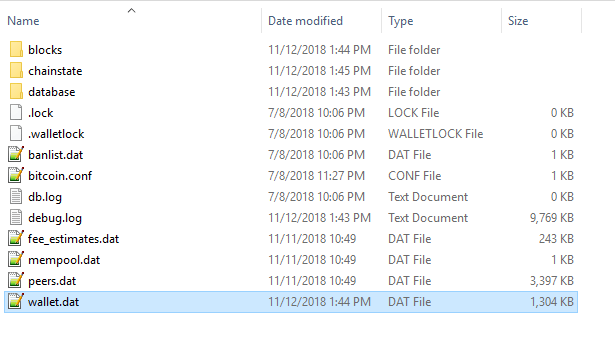 Name Date modified Type Size
blocks 11/12/2018 1:44 PM File folder
chainstate 11/12/2018 1:45 PM File folder
database 11/12/2018 1:43 PM File folder
.lock 7/8/2018 10:06 PM LOCK File 0 KB
.walletlock 7/8/2018 10:06 PM WALLETLOCK File 0 KB
banlist.dat 7/8/2018 10:06 PM DAT File 1 KB
bitcoin.conf 7/8/2018 11:27 PM CONF File 1 KB
db.log 7/8/2018 10:06 PM Text Document 0 KB
debug.log 11/12/2018 1:43 PM Text Document 9,769 KB
fee_estimates.dat 11/11/2018 10:49 DAT File 243 KB
mempool.dat 11/11/2018 10:49 DAT File 1 KB
peers.dat 11/11/2018 10:49 DAT File 3,397 KB
wallet.dat 11/12/2018 1:44 PM DAT File 1,304 KB